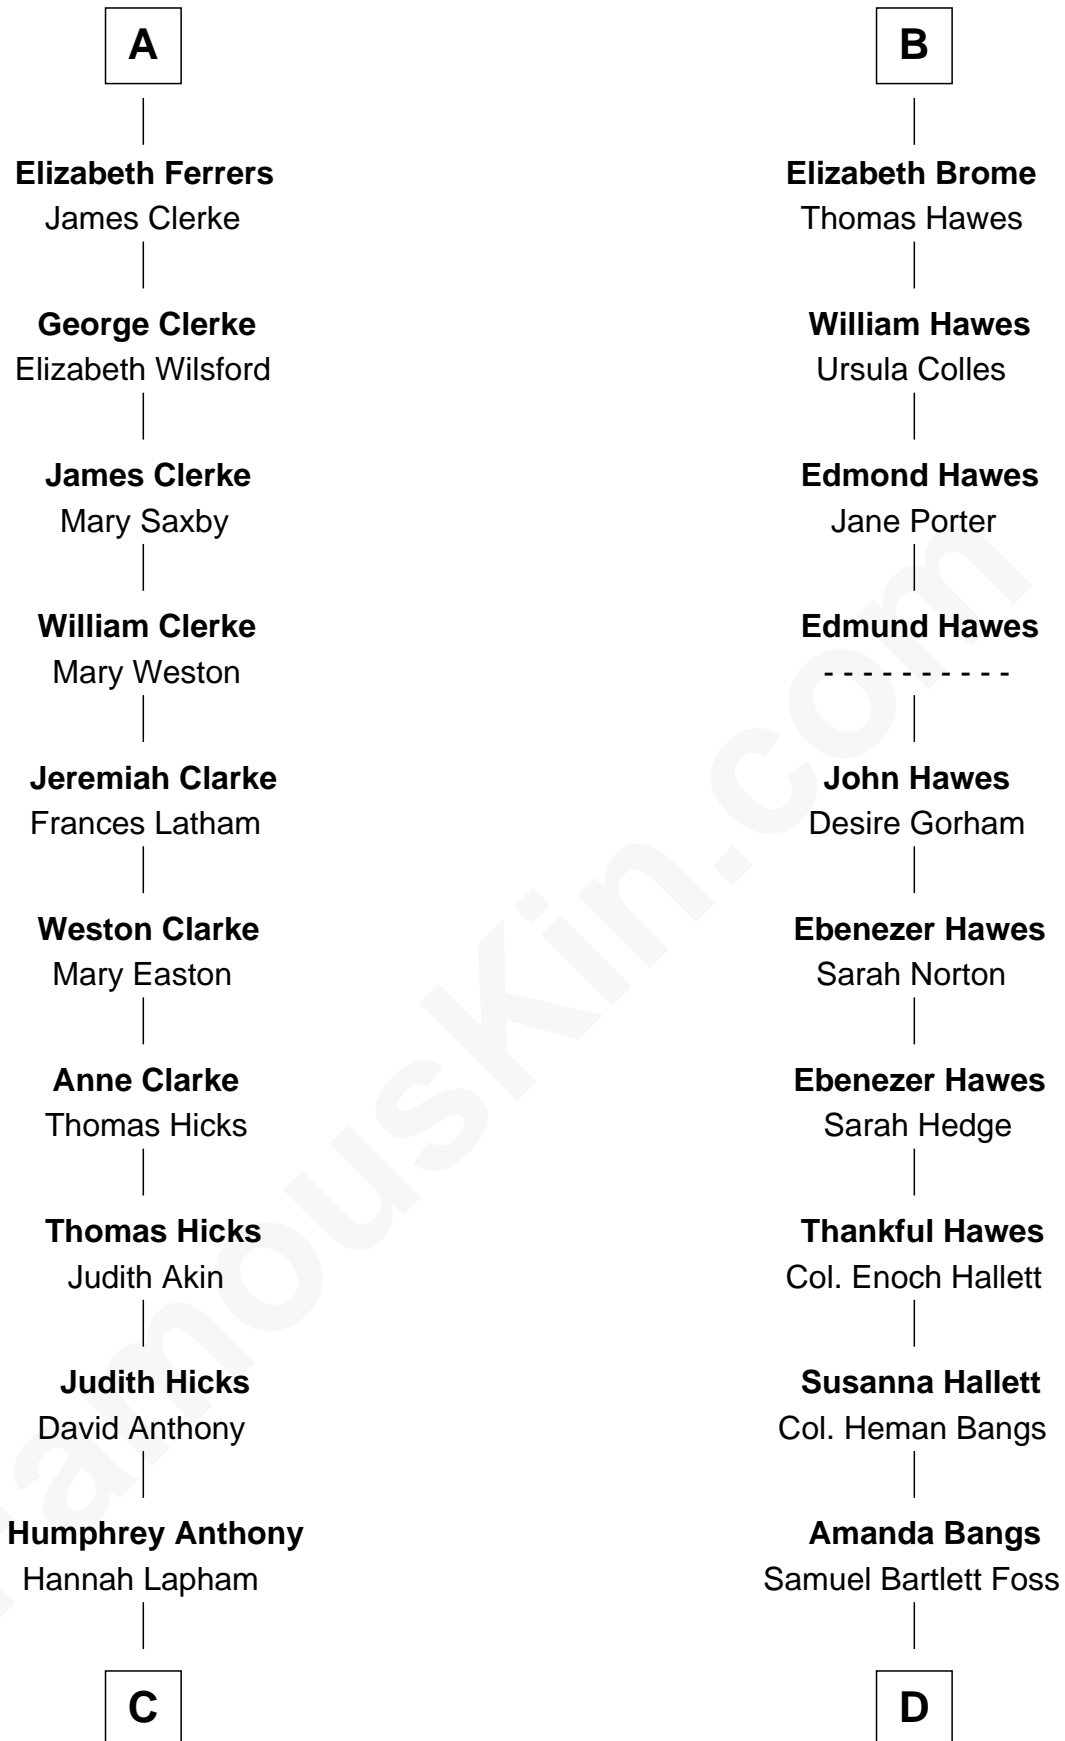 A
Elizabeth Ferrers
James Clerke
George Clerke
Elizabeth Wilsford
James Clerke
Mary Saxby
William Clerke
Mary Weston
Jeremiah Clarke
Frances Latham
Weston Clarke
Mary Easton
Anne Clarke
Thomas Hicks
Thomas Hicks
Judith Akin
Judith Hicks
David Anthony
Humphrey Anthony
Hannah Lapham
C
B
Elizabeth Brome
Thomas Hawes
William Hawes
Ursula Colles
Edmond Hawes
Jane Porter
Edmund Hawes
- - - - - - - - - -
John Hawes
Desire Gorham
Ebenezer Hawes
Sarah Norton
Ebenezer Hawes
Sarah Hedge
Thankful Hawes
Col. Enoch Hallett
Susanna Hallett
Col. Heman Bangs
Amanda Bangs
Samuel Bartlett Foss
D
FamousKin.com